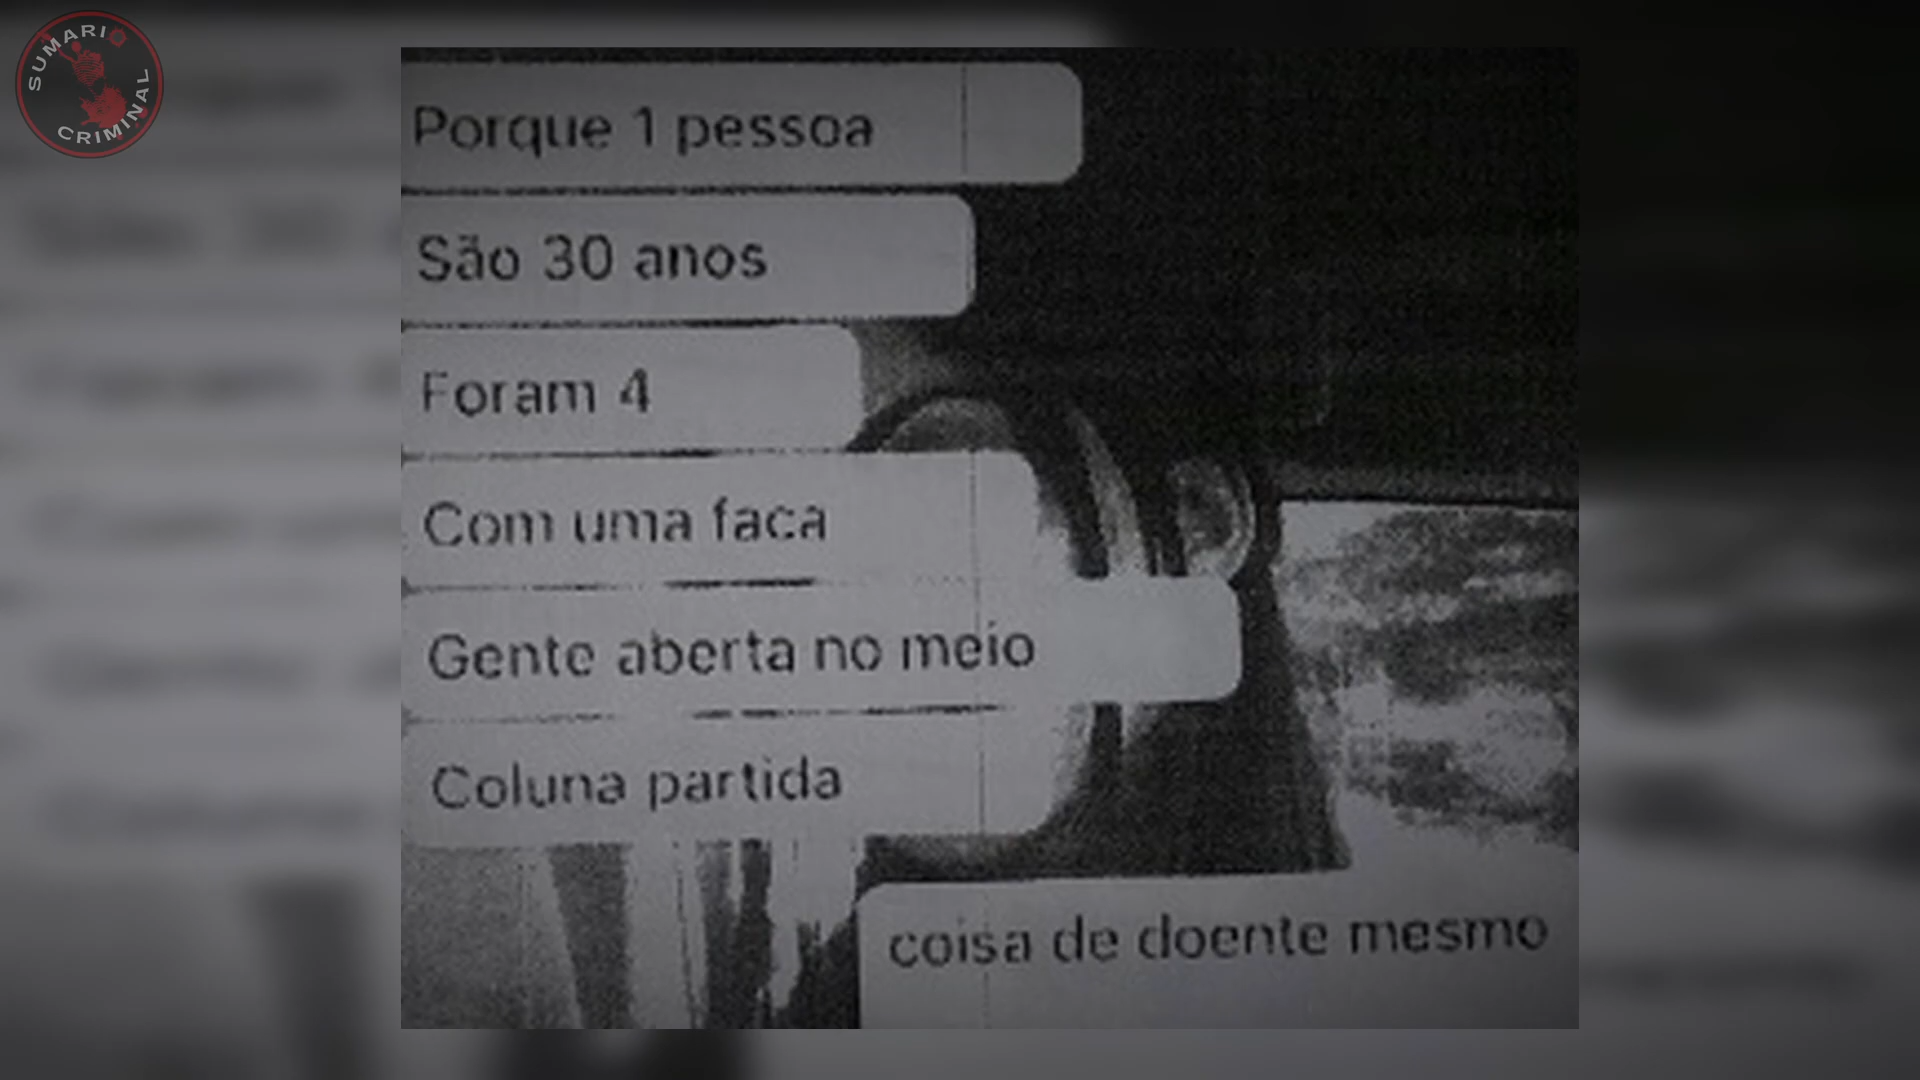 SUMARIO
CRIMINAL
Porque 1 pessoa
São 30 anos
Foram 4
Com uma faca
Gente aberta no meio
Coluna partida
coisa de doente mesmo